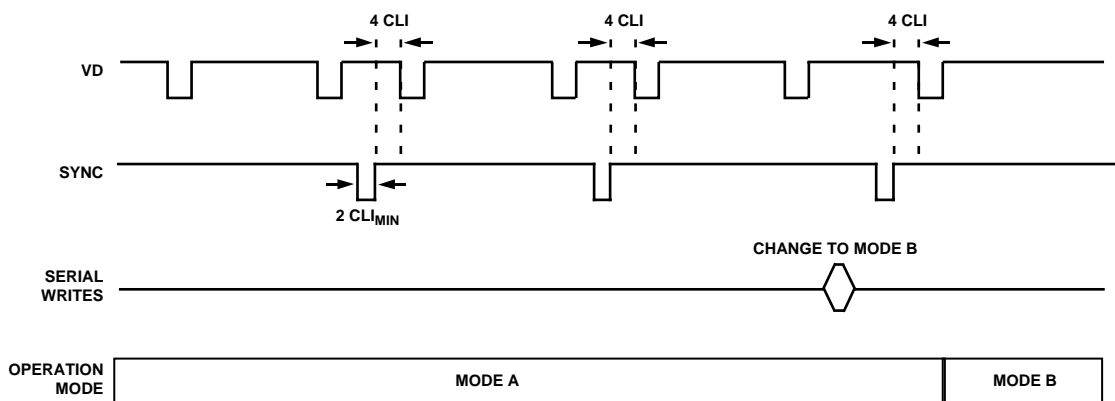 4 CLI
4 CLI
4 CLI
VD
SYNC
2 CLIMIN
CHANGE TO MODE B
SERIAL
WRITES
OPERATION
MODE
MODE A
MODE B